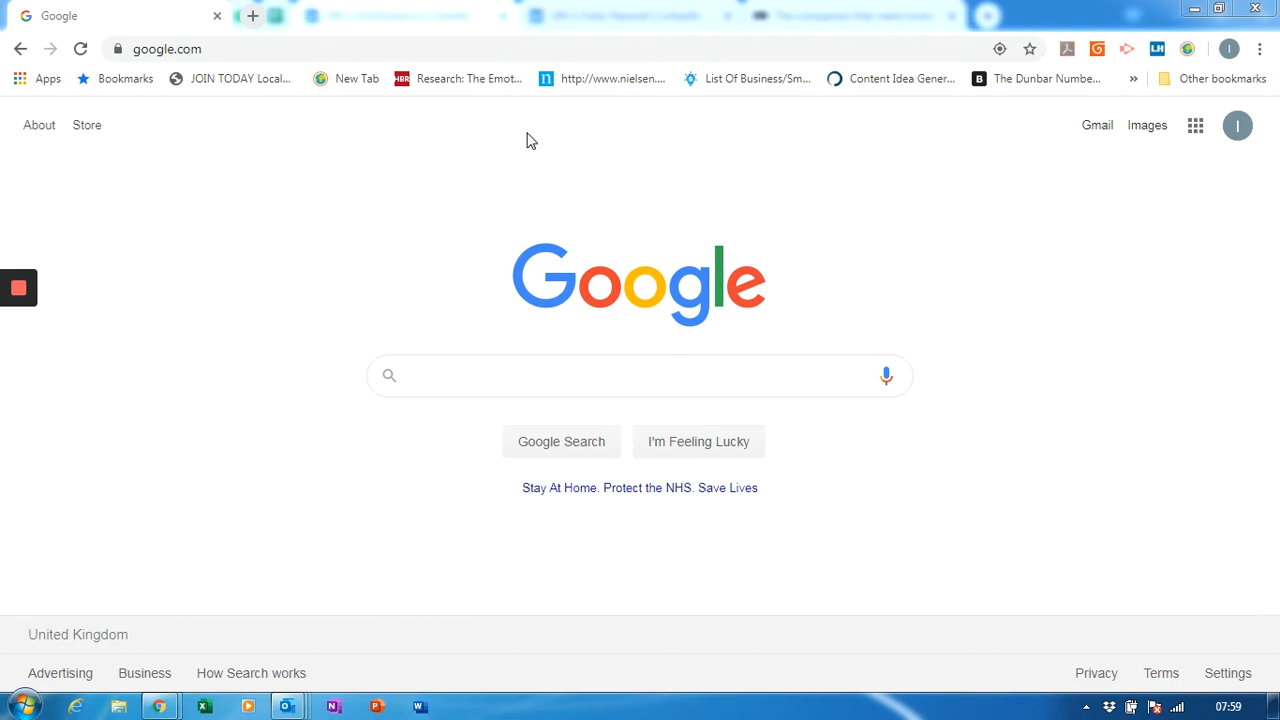 Google
google.com
Apps Bookmarks JOIN TODAY Local... New Tab HBR Research: The Emot... n http://www.nielsen.... List Of Business/Sm... Content Idea Gener... B The Dunbar Numbe... » Other bookmarks
LH I
About Store Gmail Images I
Google
Google Search I'm Feeling Lucky
Stay At Home. Protect the NHS. Save Lives
United Kingdom
Advertising Business How Search works Privacy Terms Settings
07:59